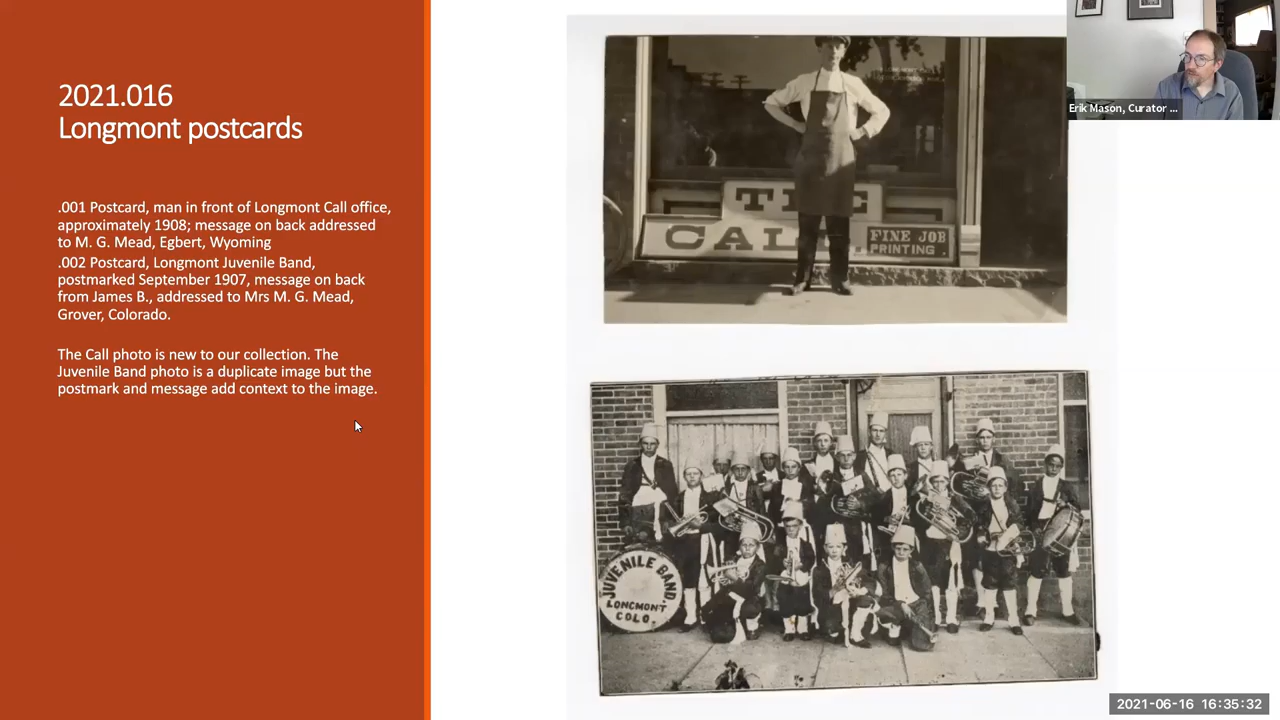 2021.016
Longmont postcards
.001 Postcard, man in front of Longmont Call office,
approximately 1908; message on back addressed
to M. G. Mead, Egbert, Wyoming
.002 Postcard, Longmont Juvenile Band,
postmarked September 1907, message on back
from James B., addressed to Mrs M. G. Mead,
Grover, Colorado.
The Call photo is new to our collection. The
Juvenile Band photo is a duplicate image but the
postmark and message add context to the image.
THE
CALL
FINE JOB
PRINTING.
Erik Mason, Curator ...
JUVENILE BAND.
LONGMONT
COLO.
2021-06-16 16:35:32